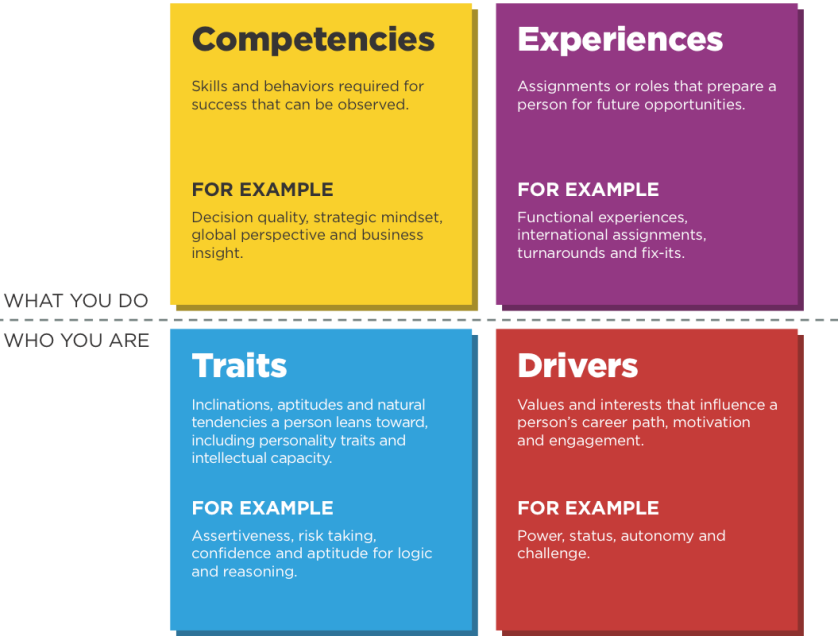 Competencies
Skills and behaviors required for
success that can be observed.
FOR EXAMPLE
Decision quality, strategic mindset,
global perspective and business
insight.
Experiences
Assignments or roles that prepare a
person for future opportunities.
FOR EXAMPLE
Functional experiences,
international assignments,
turnarounds and fix-its.
WHAT YOU DO
WHO YOU ARE
Traits
Inclinations, aptitudes and natural
tendencies a person leans toward,
including personality traits and
intellectual capacity.
FOR EXAMPLE
Assertiveness, risk taking,
confidence and aptitude for logic
and reasoning.
Drivers
Values and interests that influence a
person’s career path, motivation
and engagement.
FOR EXAMPLE
Power, status, autonomy and
challenge.